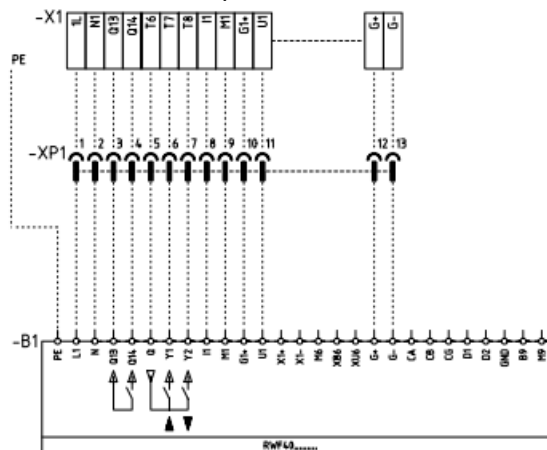 -X1 1L N1 Q13 Q14 T6 T7 T8 I1 M1 G1+ U1 G+ G-
PE
-XP1 1 2 3 4 5 6 7 8 9 10 11 12 13
-B1
PE L1 N Q13 Q14 Q Y1 Y2 I1 M1 G1+ U1 X1+ X1- M6 XB6 XU6 G+ G- CA CB CG D1 D2 GND B9 M9
RWF40......